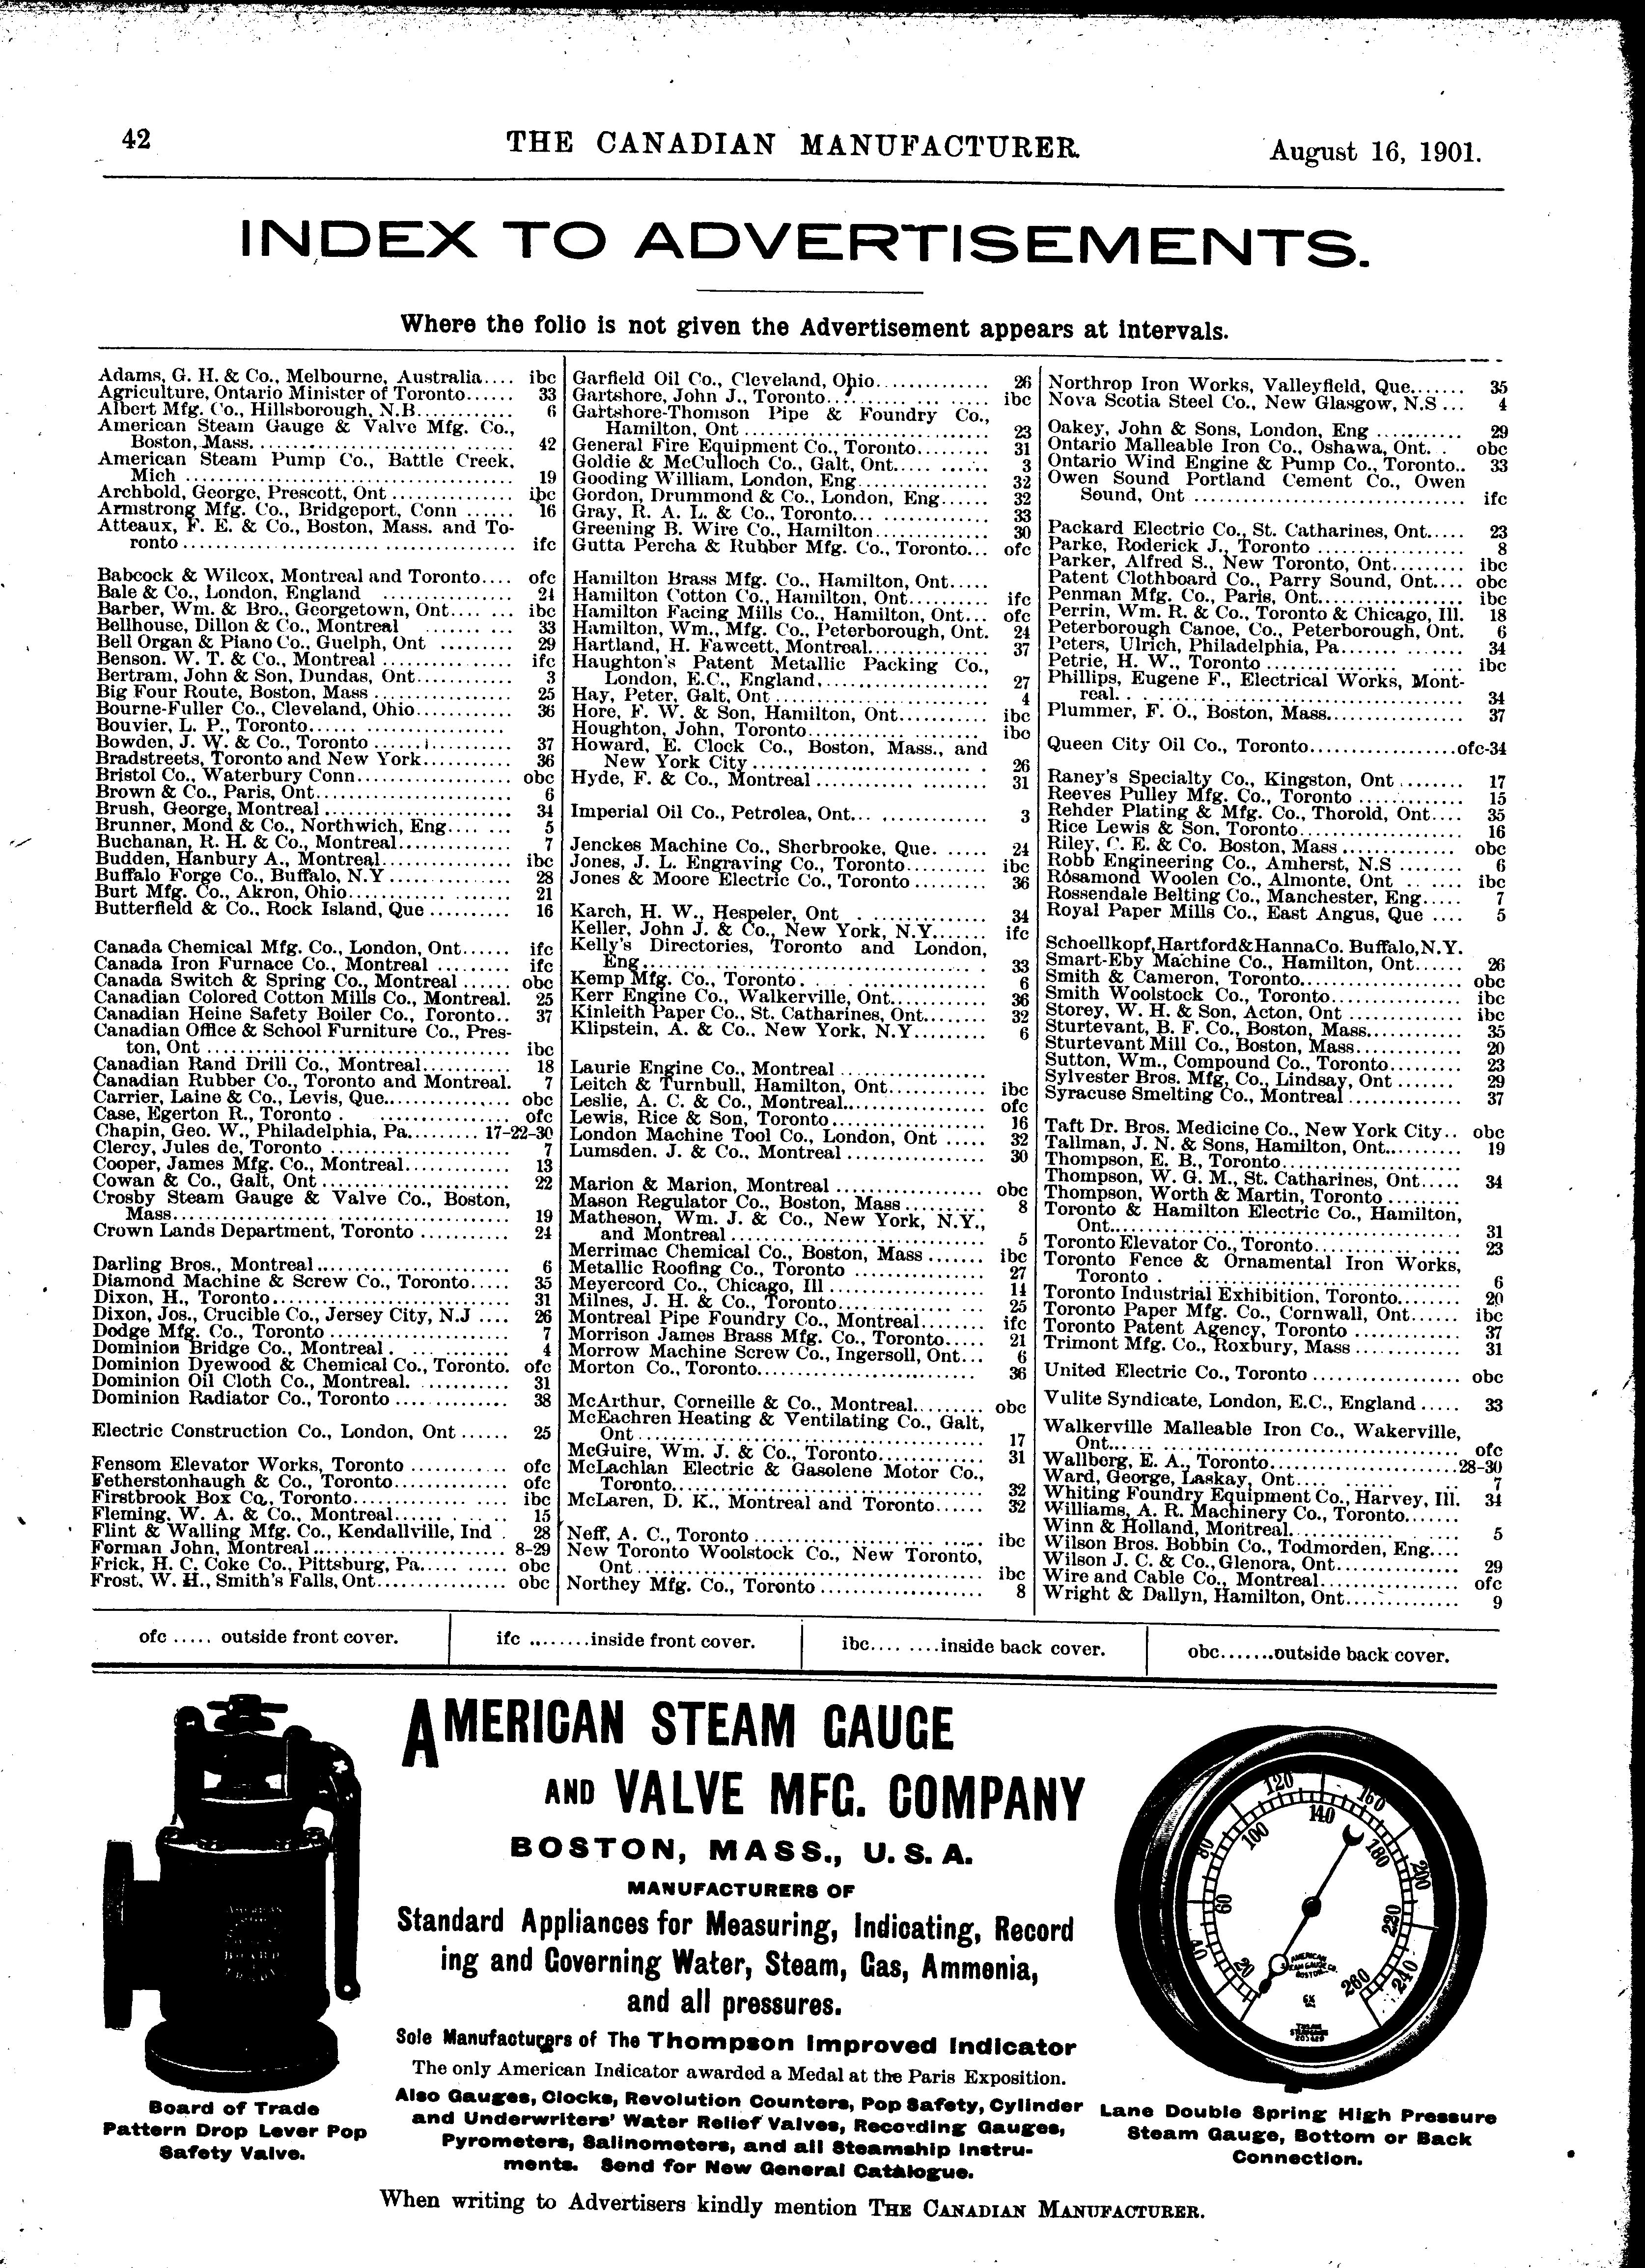 42
THE CANADIAN MANUFACTURER
August 16, 1901.
INDEX TO ADVERTISEMENTS.
Where the folio is not given the Advertisement appears at intervals.
Adams, G. H. & Co., Melbourne, Australia.... ibc
Agriculture, Ontario Minister of Toronto...... 33
Albert Mfg. Co., Hillsborough, N.B............ 6
American Steam Gauge & Valve Mfg. Co.,
Boston, Mass................................. 42
American Steam Pump Co., Battle Creek,
Mich ........................................ 19
Archbold, George, Prescott, Ont .............. ibc
Armstrong Mfg. Co., Bridgeport, Conn ...... 16
Atteaux, F. E. & Co., Boston, Mass. and To-
ronto ........................................ ifc
Babcock & Wilcox, Montreal and Toronto.... ofc
Bale & Co., London, England ................ 24
Barber, Wm. & Bro., Georgetown, Ont.... ... ibc
Bellhouse, Dillon & Co., Montreal ........ ... 33
Bell Organ & Piano Co., Guelph, Ont ......... 29
Benson. W. T. & Co., Montreal ................ ifc
Bertram, John & Son, Dundas, Ont............ 3
Big Four Route, Boston, Mass ................. 25
Bourne-Fuller Co., Cleveland, Ohio............ 36
Bouvier, L. P., Toronto...... .................
Bowden, J. W. & Co., Toronto ................ 37
Bradstreets, Toronto and New York........... 36
Bristol Co., Waterbury Conn.................. obc
Brown & Co., Paris, Ont....................... 6
Brush, George, Montreal ...................... 34
Brunner, Mond & Co., Northwich, Eng.... ... 5
Buchanan, R. H. & Co., Montreal.............. 7
Budden, Hanbury A., Montreal................ ibc
Buffalo Forge Co., Buffalo, N.Y ............... 28
Burt Mfg. Co., Akron, Ohio............ ....... 21
Butterfield & Co.. Rock Island, Que .......... 16
Canada Chemical Mfg. Co., London, Ont...... ifc
Canada Iron Furnace Co., Montreal ......... ifc
Canada Switch & Spring Co., Montreal ...... obc
Canadian Colored Cotton Mills Co., Montreal. 25
Canadian Heine Safety Boiler Co., Toronto.. 37
Canadian Office & School Furniture Co., Pres-
ton, Ont .................................... ibc
Canadian Rand Drill Co., Montreal........... 18
Canadian Rubber Co., Toronto and Montreal. 7
Carrier, Laine & Co., Levis, Que.............. obc
Case, Egerton R., Toronto . ................ ofc
Chapin, Geo. W., Philadelphia, Pa......... 17-22-30
Clercy, Jules de, Toronto ..................... 7
Cooper, James Mfg. Co., Montreal............. 13
Cowan & Co., Galt, Ont ....................... 22
Crosby Steam Gauge & Valve Co., Boston,
Mass........................................ 19
Crown Lands Department, Toronto ........... 24
Darling Bros., Montreal....................... 6
Diamond Machine & Screw Co., Toronto..... 35
Dixon, H., Toronto............................ 31
Dixon, Jos., Crucible Co., Jersey City, N.J .... 26
Dodge Mfg. Co., Toronto ...................... 7
Dominion Bridge Co., Montreal . ............ 4
Dominion Dyewood & Chemical Co., Toronto. ofc
Dominion Oil Cloth Co., Montreal. ........... 31
Dominion Radiator Co., Toronto .............. 38
Electric Construction Co., London, Ont ...... 25
Fensom Elevator Works, Toronto ............ ofc
Fetherstonhaugh & Co., Toronto.............. ofc
Firstbrook Box Co., Toronto.............. .... ibc
Fleming, W. A. & Co., Montreal............... 15
Flint & Walling Mfg. Co., Kendallville, Ind . 28
Forman John, Montreal ....................... 8-29
Frick, H. C. Coke Co., Pittsburg, Pa..... ..... obc
Frost, W. H., Smith's Falls, Ont................ obc
Garfield Oil Co., Cleveland, Ohio.............. 26
Gartshore, John J., Toronto................... ibc
Gartshore-Thomson Pipe & Foundry Co.,
Hamilton, Ont .............................. 23
General Fire Equipment Co., Toronto......... 31
Goldie & McCulloch Co., Galt, Ont..... ...... 3
Gooding William, London, Eng................ 32
Gordon, Drummond & Co., London, Eng...... 32
Gray, R. A. L. & Co., Toronto... ............. 33
Greening B. Wire Co., Hamilton............... 30
Gutta Percha & Rubber Mfg. Co., Toronto... ofc
Hamilton Brass Mfg. Co., Hamilton, Ont.....
Hamilton Cotton Co., Hamilton, Ont.......... ifc
Hamilton Facing Mills Co., Hamilton, Ont... ofc
Hamilton, Wm., Mfg. Co., Peterborough, Ont. 24
Hartland, H. Fawcett, Montreal............... 37
Haughton's Patent Metallic Packing Co.,
London, E.C., England...................... 27
Hay, Peter, Galt, Ont .......................... 4
Hore, F. W. & Son, Hamilton, Ont........... ibc
Houghton, John, Toronto...................... ibc
Howard, E. Clock Co., Boston, Mass., and
New York City .............................. 26
Hyde, F. & Co., Montreal ..................... 31
Imperial Oil Co., Petrolea, Ont... ............. 3
Jenckes Machine Co., Sherbrooke, Que. ..... 24
Jones, J. L. Engraving Co., Toronto........... ibc
Jones & Moore Electric Co., Toronto ......... 36
Karch, H. W., Hespeler, Ont . .............. 34
Keller, John J. & Co., New York, N.Y....... ifc
Kelly's Directories, Toronto and London,
Eng.......................................... 33
Kemp Mfg. Co., Toronto. . .................. 6
Kerr Engine Co., Walkerville, Ont............ 36
Kinleith Paper Co., St. Catharines, Ont........ 32
Klipstein, A. & Co.. New York, N.Y......... 6
Laurie Engine Co., Montreal ..................
Leitch & Turnbull, Hamilton, Ont............ ibc
Leslie, A. C. & Co., Montreal.................. ofc
Lewis, Rice & Son, Toronto................... 16
London Machine Tool Co., London, Ont ..... 32
Lumsden. J. & Co., Montreal ................. 30
Marion & Marion, Montreal .................. obc
Mason Regulator Co., Boston, Mass .......... 8
Matheson, Wm. J. & Co., New York, N.Y.,
and Montreal ............................... 5
Merrimac Chemical Co., Boston, Mass ....... ibc
Metallic Roofing Co., Toronto ................ 27
Meyercord Co., Chicago, Ill ................... 14
Milnes, J. H. & Co., Toronto.................. 25
Montreal Pipe Foundry Co., Montreal........ ifc
Morrison James Brass Mfg. Co., Toronto..... 21
Morrow Machine Screw Co., Ingersoll, Ont... 6
Morton Co., Toronto........................... 36
McArthur, Corneille & Co., Montreal......... obc
McEachren Heating & Ventilating Co., Galt,
Ont.......................................... 17
McGuire, Wm. J. & Co., Toronto............. 31
McLachlan Electric & Gasolene Motor Co.,
Toronto...................................... 32
McLaren, D. K., Montreal and Toronto...... 32
Neff, A. C., Toronto ........................... ibc
New Toronto Woolstock Co., New Toronto,
Ont .......................................... ibc
Northey Mfg. Co., Toronto .................... 8
Northrop Iron Works, Valleyfield, Que....... 35
Nova Scotia Steel Co., New Glasgow, N.S ... 4
Oakey, John & Sons, London, Eng ........... 29
Ontario Malleable Iron Co., Oshawa, Ont. . obc
Ontario Wind Engine & Pump Co., Toronto.. 33
Owen Sound Portland Cement Co., Owen
Sound, Ont .................................. ifc
Packard Electric Co., St. Catharines, Ont..... 23
Parke, Roderick J., Toronto .................. 8
Parker, Alfred S., New Toronto, Ont......... ibc
Patent Clothboard Co., Parry Sound, Ont.... obc
Penman Mfg. Co., Paris, Ont.................. ibc
Perrin, Wm. R. & Co., Toronto & Chicago, Ill. 18
Peterborough Canoe, Co., Peterborough, Ont. 6
Peters, Ulrich, Philadelphia, Pa............... 34
Petrie, H. W., Toronto ................ .... ibc
Phillips, Eugene F., Electrical Works, Mont-
real. . ...................................... 34
Plummer, F. O., Boston, Mass................. 37
Queen City Oil Co., Toronto..................ofc-34
Raney's Specialty Co., Kingston, Ont ........ 17
Reeves Pulley Mfg. Co., Toronto ............. 15
Rehder Plating & Mfg. Co., Thorold, Ont.... 35
Rice Lewis & Son, Toronto.................... 16
Riley, C. E. & Co. Boston, Mass .............. obc
Robb Engineering Co., Amherst, N.S ........ 6
Rosamond Woolen Co., Almonte, Ont .. .... ibc
Rossendale Belting Co., Manchester, Eng..... 7
Royal Paper Mills Co., East Angus, Que .... 5
Schoellkopf,Hartford&HannaCo. Buffalo,N.Y.
Smart-Eby Machine Co., Hamilton, Ont...... 26
Smith & Cameron, Toronto.................... obc
Smith Woolstock Co., Toronto................ ibc
Storey, W. H. & Son, Acton, Ont .............. ibc
Sturtevant, B. F. Co., Boston, Mass............ 35
Sturtevant Mill Co., Boston, Mass............. 20
Sutton, Wm., Compound Co., Toronto......... 23
Sylvester Bros. Mfg. Co., Lindsay, Ont ....... 29
Syracuse Smelting Co., Montreal .............. 37
Taft Dr. Bros. Medicine Co., New York City.. obc
Tallman, J. N. & Sons, Hamilton, Ont.......... 19
Thompson, E. B., Toronto......................
Thompson, W. G. M., St. Catharines, Ont..... 34
Thompson, Worth & Martin, Toronto .........
Toronto & Hamilton Electric Co., Hamilton,
Ont.......................................... 31
Toronto Elevator Co., Toronto................. 23
Toronto Fence & Ornamental Iron Works,
Toronto . .................................. 6
Toronto Industrial Exhibition, Toronto........ 20
Toronto Paper Mfg. Co., Cornwall, Ont...... ibc
Toronto Patent Agency, Toronto ............. 37
Trimont Mfg. Co., Roxbury, Mass ............. 31
United Electric Co., Toronto .................. obc
Vulite Syndicate, London, E.C., England ..... 33
Walkerville Malleable Iron Co., Wakerville,
Ont.......................................... ofc
Wallberg, E. A., Toronto.......................28-30
Ward, George, Laskay, Ont.................... 7
Whiting Foundry Equipment Co., Harvey, Ill. 34
Williams, A. R. Machinery Co., Toronto.......
Winn & Holland, Montreal.................... 5
Wilson Bros. Bobbin Co., Todmorden, Eng....
Wilson J. C. & Co., Glenora, Ont............... 29
Wire and Cable Co., Montreal................. ofc
Wright & Dallyn, Hamilton, Ont.............. 9
ofc ..... outside front cover.
ifc ........inside front cover.
ibc.... ....inside back cover.
obc.......outside back cover.
AMERICAN STEAM GAUGE
AND VALVE MFG. COMPANY
BOSTON, MASS., U. S. A.
MANUFACTURERS OF
Standard Appliances for Measuring, Indicating, Record
ing and Governing Water, Steam, Gas, Ammonia,
and all pressures.
Sole Manufacturers of The Thompson Improved Indicator
The only American Indicator awarded a Medal at the Paris Exposition.
Also Gauges, Clocks, Revolution Counters, Pop Safety, Cylinder
and Underwriters' Water Relief Valves, Recording Gauges,
Pyrometers, Salinometers, and all Steamship Instru-
ments. Send for New General Catalogue.
Board of Trade
Pattern Drop Lever Pop
Safety Valve.
20 40 60 80 100 120 140 160 180 200 220 240 260
AMERICAN
STEAM GAUGE CO.
BOSTON
Lane Double Spring High Pressure
Steam Gauge, Bottom or Back
Connection.
When writing to Advertisers kindly mention THE CANADIAN MANUFACTURER.